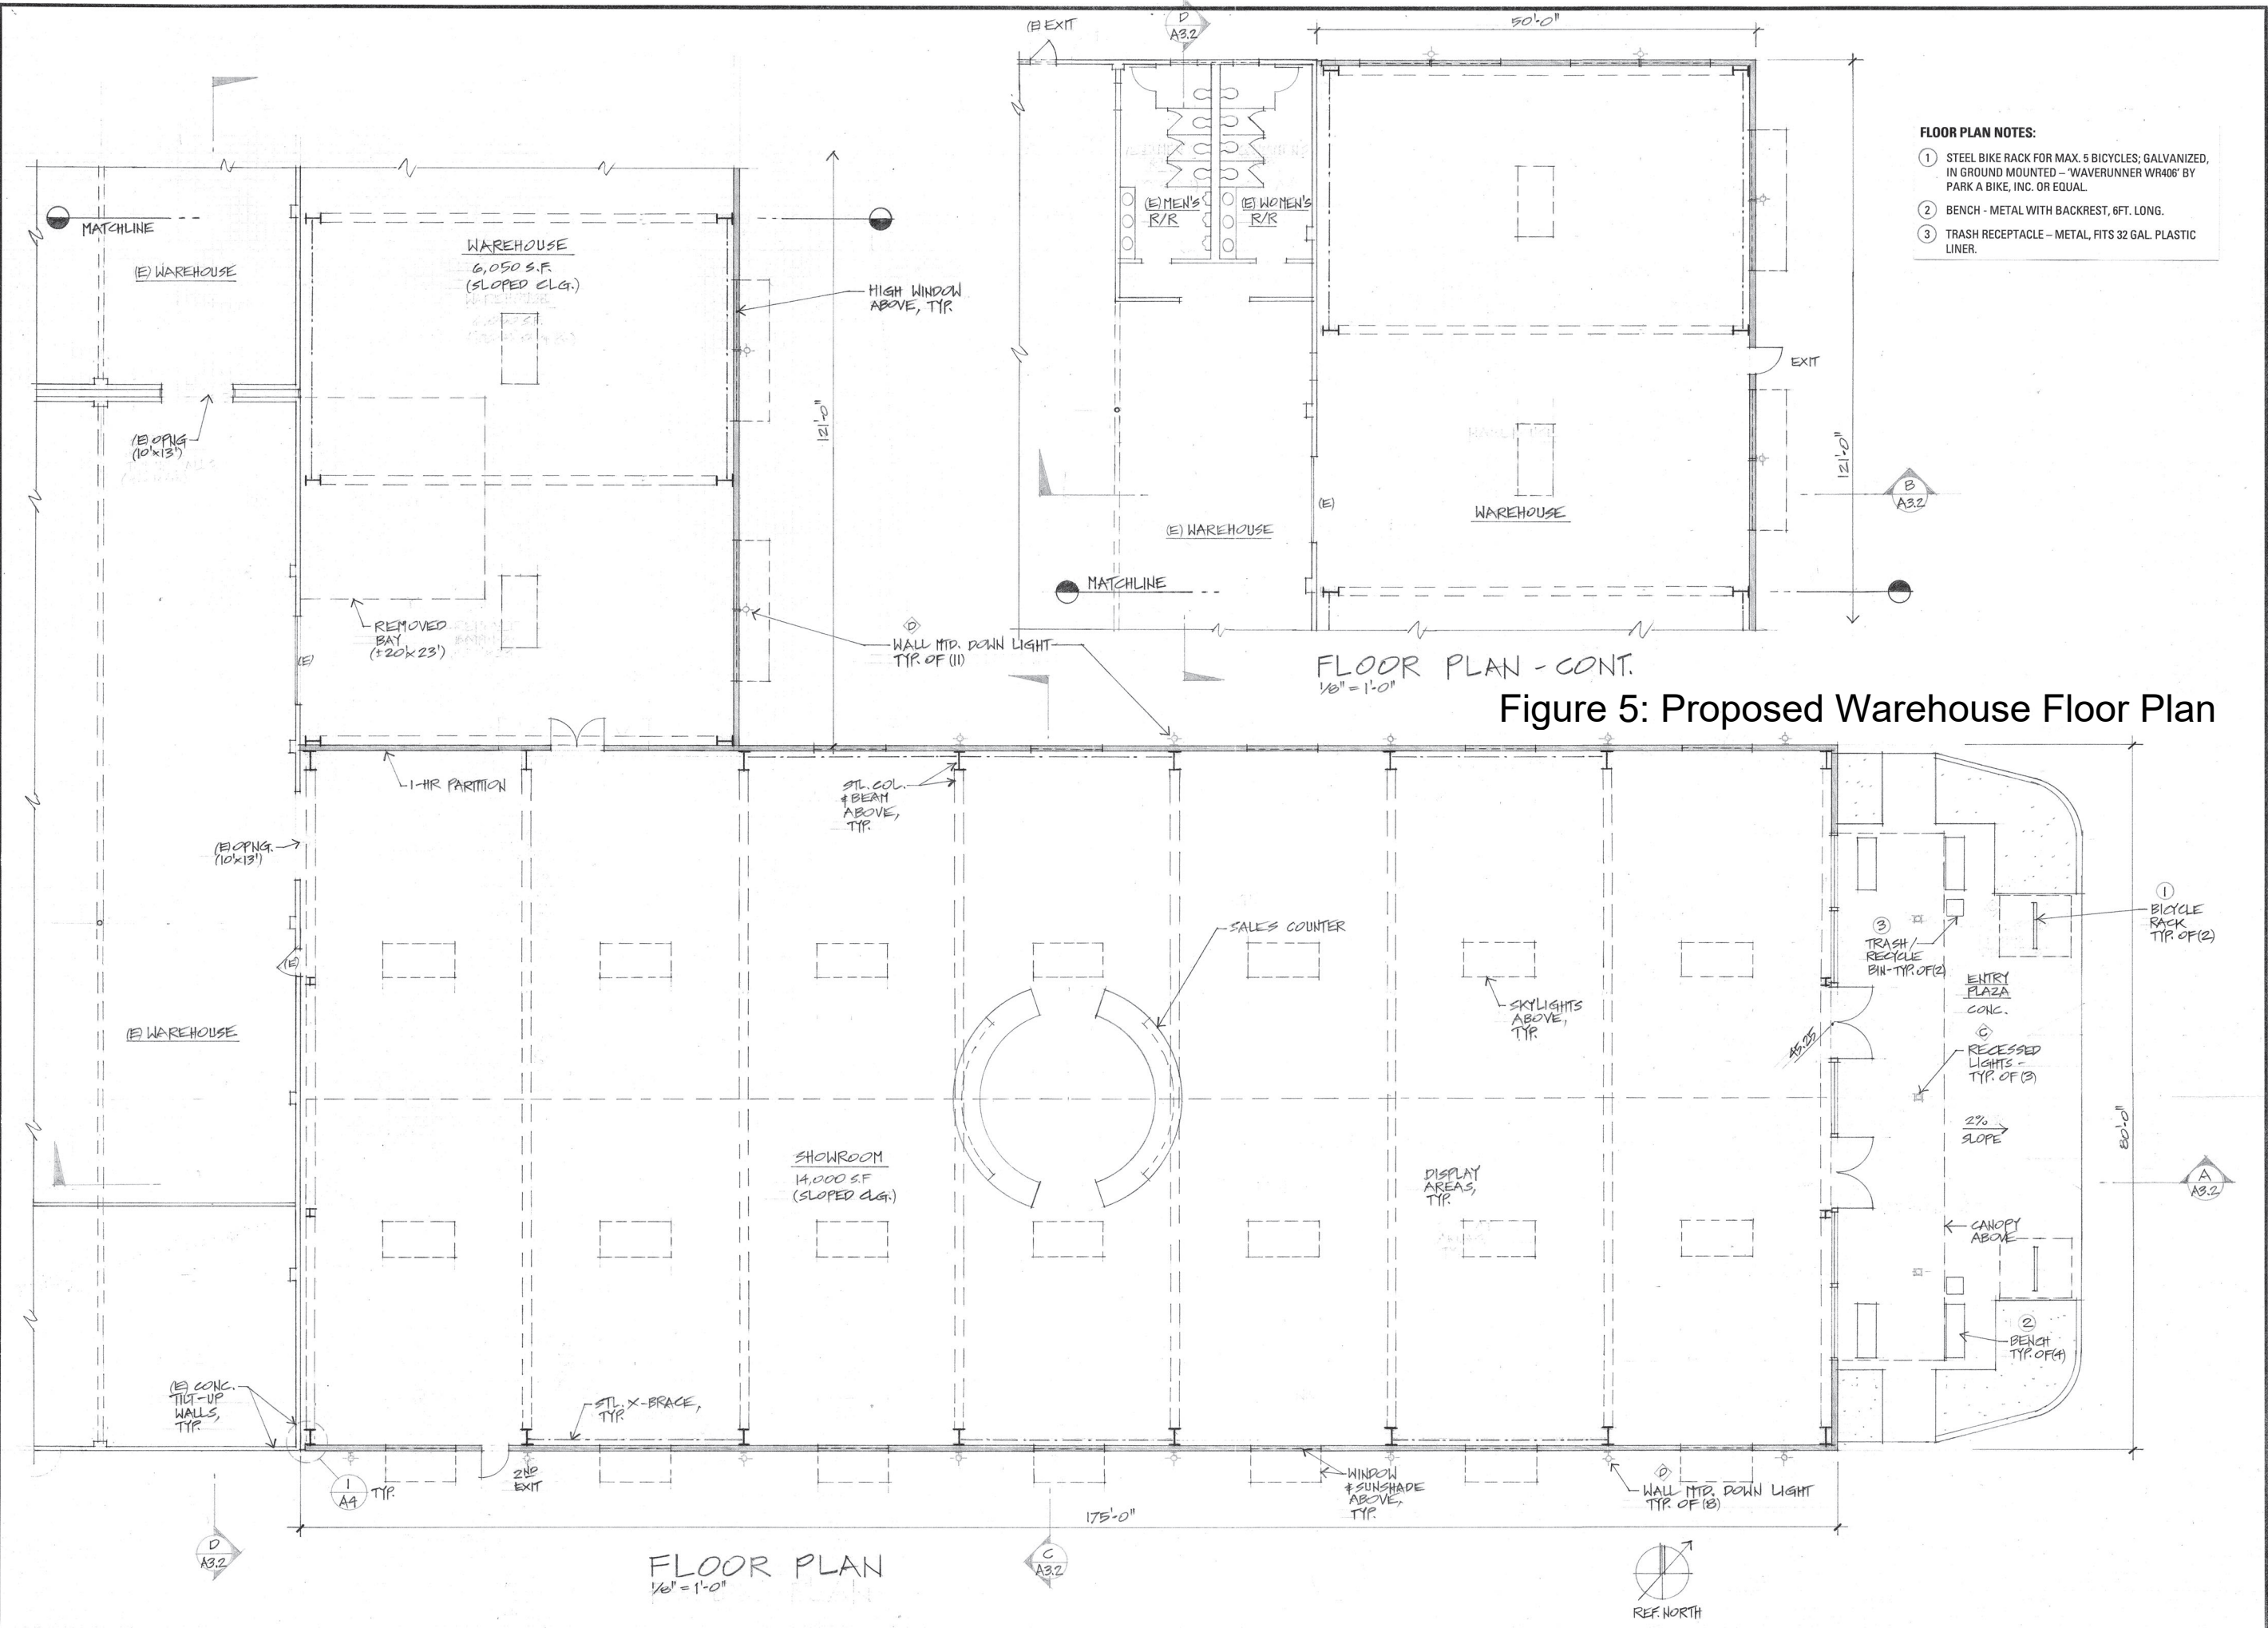 (E) EXIT
D
A3.2
50'-0"
FLOOR PLAN NOTES:
1 STEEL BIKE RACK FOR MAX. 5 BICYCLES; GALVANIZED,
IN GROUND MOUNTED – 'WAVERUNNER WR406' BY
PARK A BIKE, INC. OR EQUAL.
2 BENCH - METAL WITH BACKREST, 6FT. LONG.
3 TRASH RECEPTACLE – METAL, FITS 32 GAL. PLASTIC
LINER.
MATCHLINE
(E) WAREHOUSE
WAREHOUSE
6,050 S.F.
(SLOPED CLG.)
HIGH WINDOW
ABOVE, TYP.
(E) MEN'S
R/R
(E) WOMEN'S
R/R
EXIT
121'-0"
121'-0"
(E) OPNG
(10'x13')
B
A3.2
(E)
WAREHOUSE
(E) WAREHOUSE
MATCHLINE
REMOVED
BAY
(±20'x23')
(E)
D
WALL MTD. DOWN LIGHT
TYP. OF (11)
FLOOR PLAN - CONT.
1/8" = 1'-0"
Figure 5: Proposed Warehouse Floor Plan
1-HR PARTITION
STL. COL.
& BEAM
ABOVE,
TYP.
(E) OPNG.
(10'x13')
SALES COUNTER
1
BICYCLE
RACK
TYP. OF (2)
3
TRASH/
RECYCLE
BIN-TYP. OF (2)
(E)
ENTRY
PLAZA
CONC.
SKYLIGHTS
ABOVE,
TYP.
(E) WAREHOUSE
45.25
C
RECESSED
LIGHTS -
TYP. OF (3)
2%
SLOPE
80'-0"
SHOWROOM
14,000 S.F
(SLOPED CLG.)
DISPLAY
AREAS,
TYP.
A
A3.2
CANOPY
ABOVE
2
BENCH
TYP. OF (4)
(E) CONC.
TILT-UP
WALLS,
TYP.
STL. X-BRACE,
TYP.
1
A4
TYP.
2ND
EXIT
WINDOW
& SUNSHADE
ABOVE,
TYP.
D
WALL MTD. DOWN LIGHT
TYP. OF (8)
175'-0"
D
A3.2
FLOOR PLAN
1/8" = 1'-0"
C
A3.2
REF. NORTH